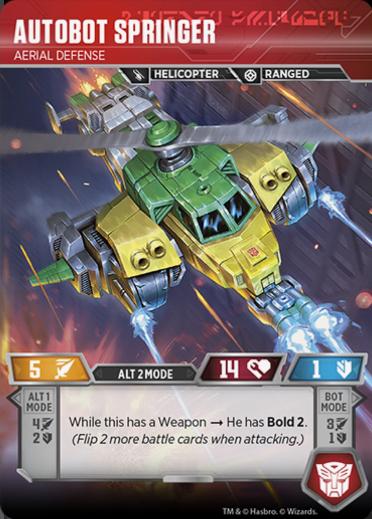 AUTOBOT SPRINGER
AERIAL DEFENSE
HELICOPTER RANGED
5 ALT 2 MODE 14 1
ALT 1 MODE
4
2
While this has a Weapon → He has Bold 2.
(Flip 2 more battle cards when attacking.)
BOT MODE
3
1
TM & © Hasbro. © Wizards.